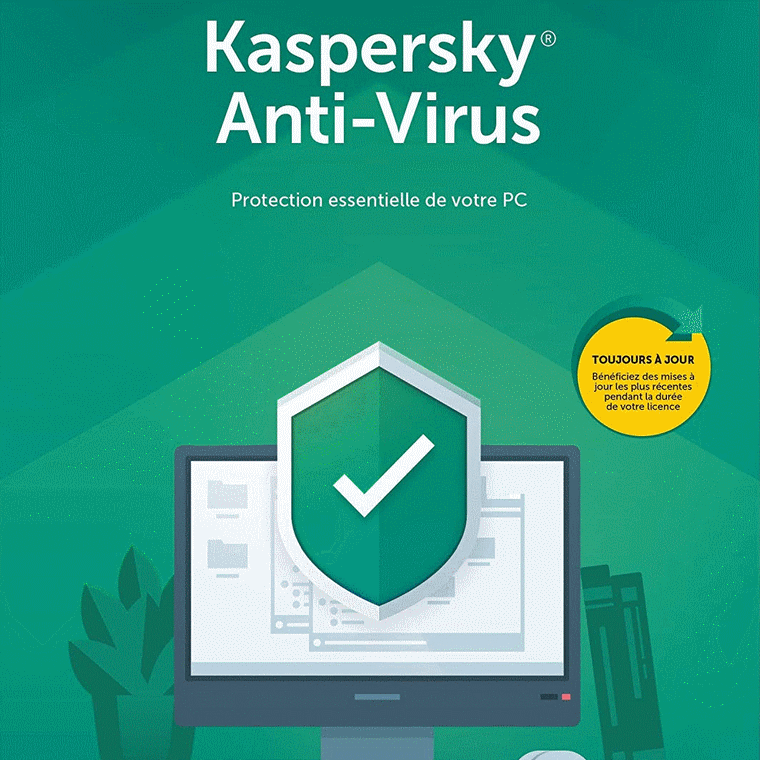 Kaspersky®
Anti-Virus
Protection essentielle de votre PC
TOUJOURS À JOUR
Bénéficiez des mises à
jour les plus récentes
pendant la durée
de votre licence